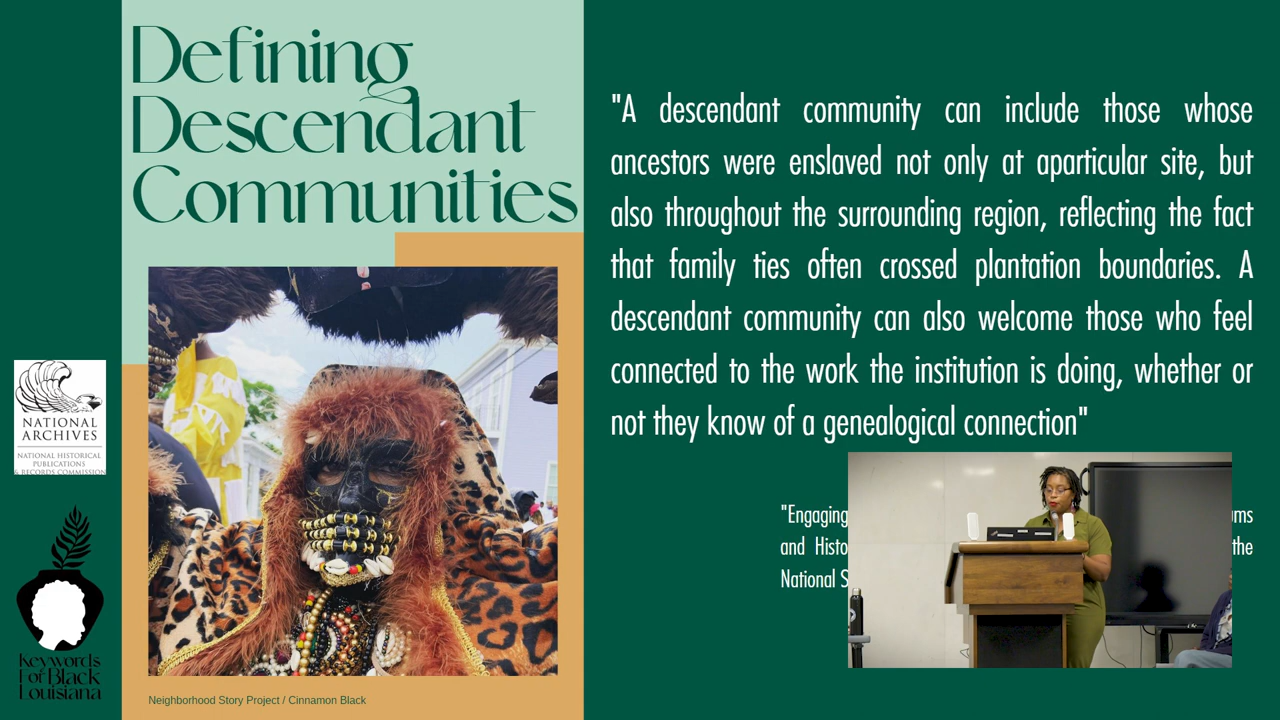 Defining
Descendant
Communities
"A descendant community can include those whose
ancestors were enslaved not only at aparticular site, but
also throughout the surrounding region, reflecting the fact
that family ties often crossed plantation boundaries. A
descendant community can also welcome those who feel
connected to the work the institution is doing, whether or
not they know of a genealogical connection"
"Engaging
and
the
National
NATIONAL
ARCHIVES
NATIONAL HISTORICAL
PUBLICATIONS
& RECORDS COMMISSION
Keywords
For Black
Louisiana
Neighborhood Story Project / Cinnamon Black